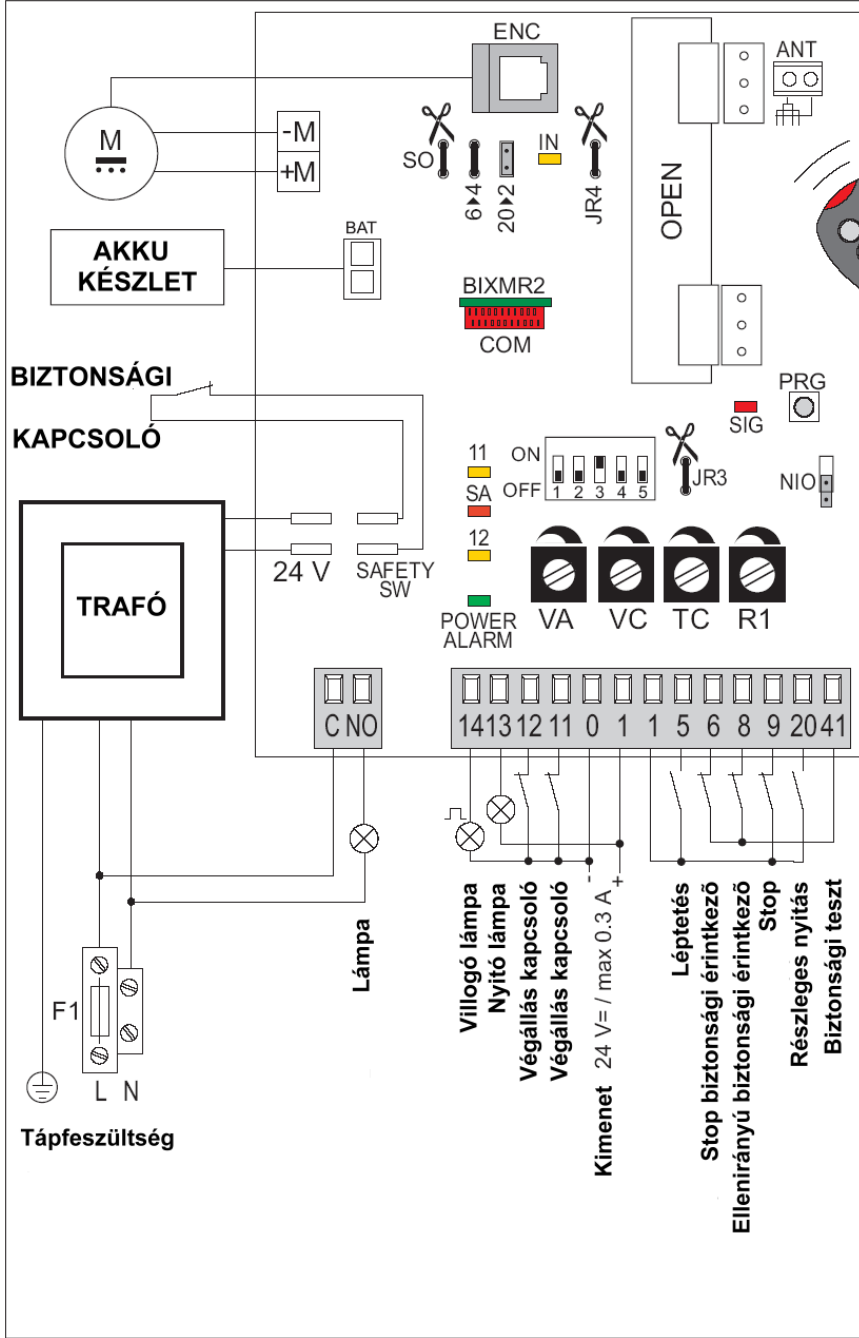 ENC
ANT
M
-M
+M
SO
6▸4
20▸2
IN
JR4
OPEN
BAT
AKKU
KÉSZLET
BIXMR2
COM
BIZTONSÁGI
KAPCSOLÓ
PRG
SIG
11
ON
OFF
1 2 3 4 5
JR3
NIO
SA
12
24 V
SAFETY
SW
TRAFÓ
POWER
ALARM
VA
VC
TC
R1
C NO
14 13 12 11 0 1 1 5 6 8 9 20 41
- +
Lámpa
Villogó lámpa
Nyitó lámpa
Végállás kapcsoló
Végállás kapcsoló
Kimenet 24 V= / max 0.3 A
Léptetés
Stop biztonsági érintkezõ
Ellenirányú biztonsági érintkezõ
Stop
Részleges nyitás
Biztonsági teszt
F1
L N
Tápfeszültség